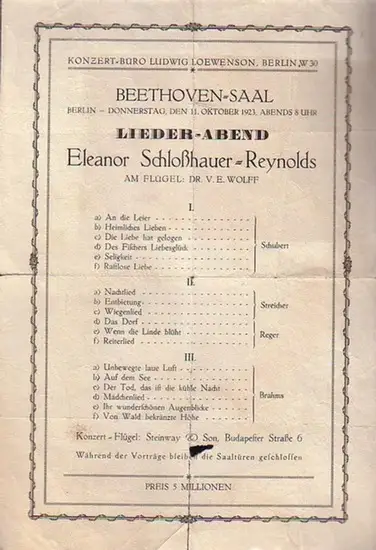 KONZERT-BÜRO LUDWIG LOEWENSON, BERLIN, W 30
BEETHOVEN-SAAL
BERLIN – DONNERSTAG, DEN 11. OKTOBER 1923, ABENDS 8 UHR
LIEDER-ABEND
Eleanor Schloßhauer-Reynolds
AM FLÜGEL: DR. V. E. WOLFF
I.
a) An die Leier
b) Heimliches Lieben
c) Die Liebe hat gelogen
d) Des Fischers Liebesglück
e) Seligkeit
f) Rastlose Liebe
Schubert
II.
a) Nachtlied
b) Entbietung
c) Wiegenlied
d) Das Dorf
e) Wenn die Linde blüht
f) Reiterlied
Streicher
Reger
III.
a) Unbewegte laue Luft
b) Auf dem See
c) Der Tod, das ist die kühle Nacht
d) Mädchenlied
e) Ihr wunderschönen Augenblicke
f) Von Wald bekränzte Höhe
Brahms
Konzert-Flügel: Steinway & Son, Budapester Straße 6
Während der Vorträge bleiben die Saaltüren geschlossen
PREIS 5 MILLIONEN